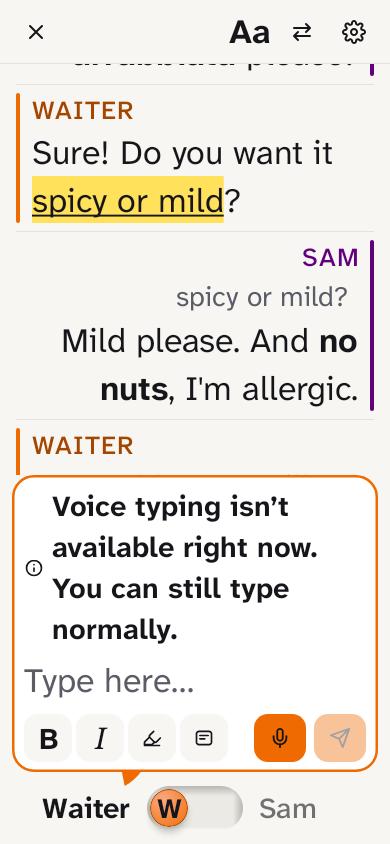 Aa
please?
WAITER
Sure! Do you want it
spicy or mild?
SAM
spicy or mild?
Mild please. And no
nuts, I'm allergic.
WAITER
Voice typing isn’t
available right now.
You can still type
normally.
Type here...
B I
Waiter W Sam